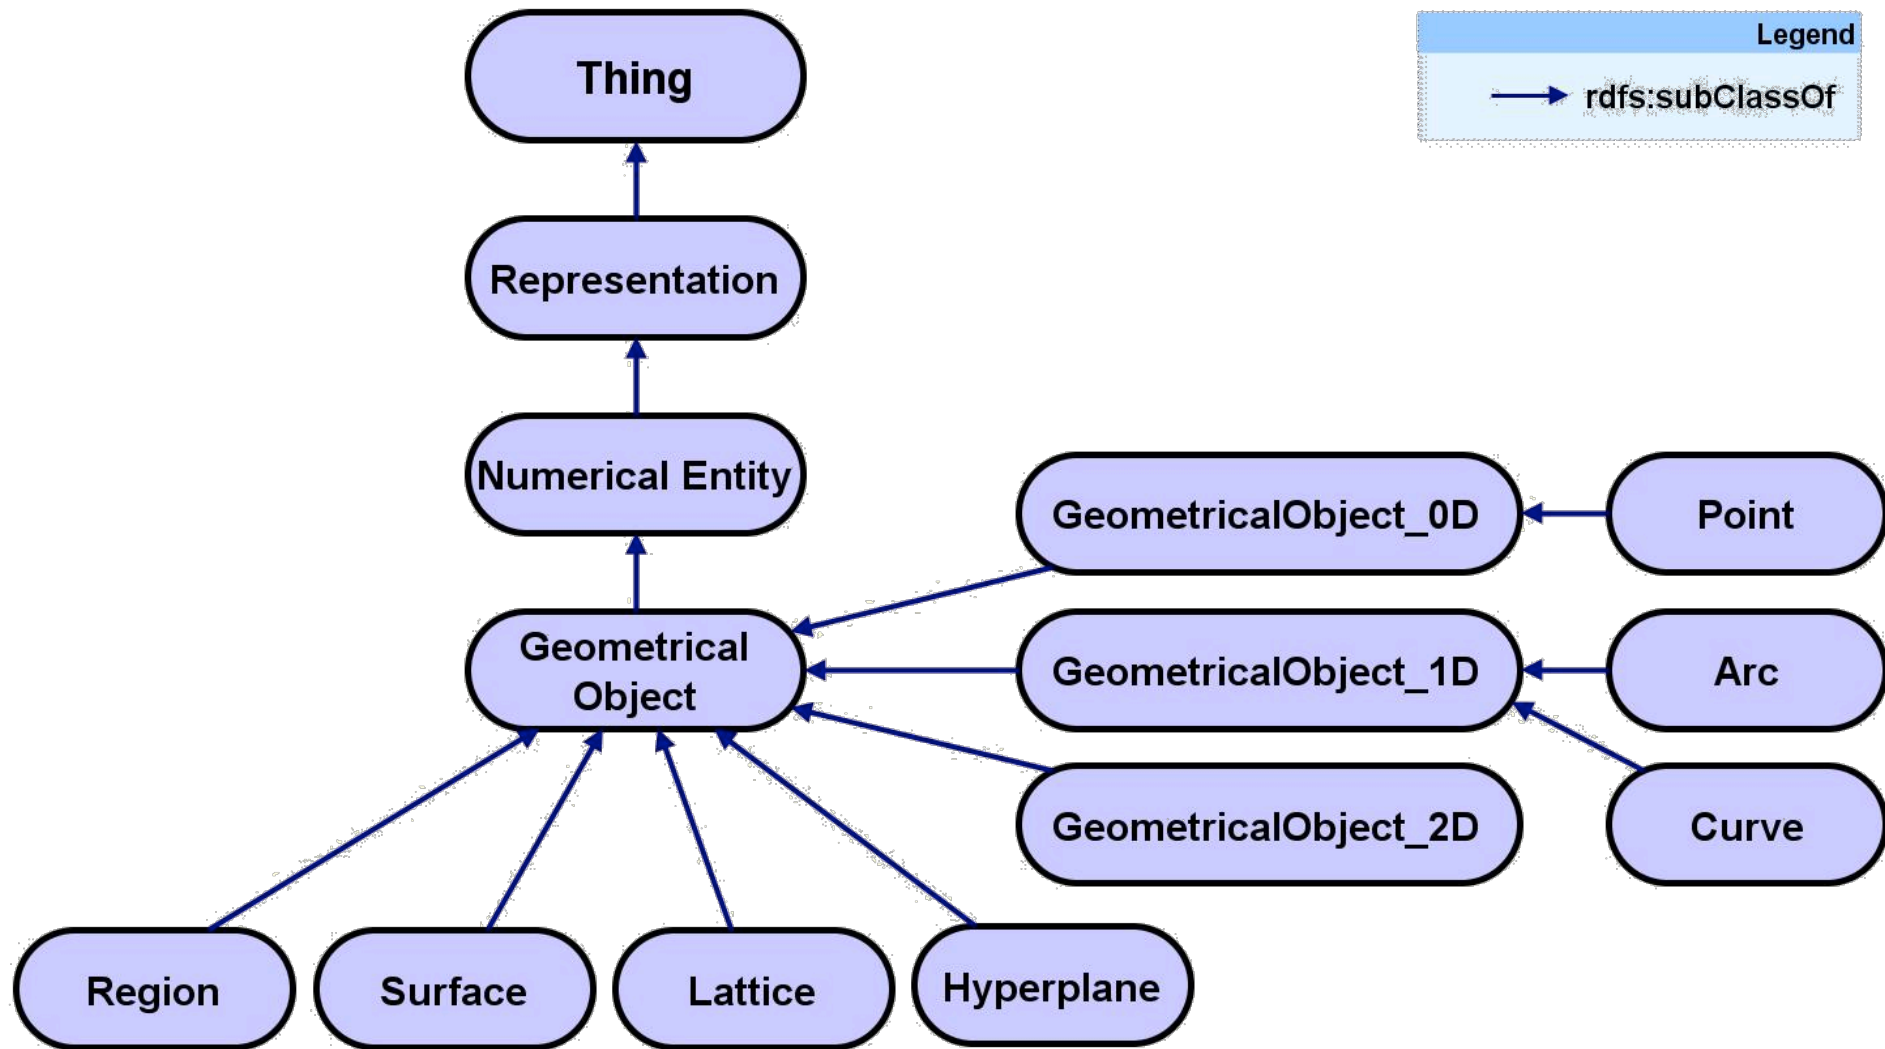 Thing
Legend
rdfs:subClassOf
Representation
Numerical Entity
GeometricalObject_0D
Point
Geometrical
Object
GeometricalObject_1D
Arc
GeometricalObject_2D
Curve
Region
Surface
Lattice
Hyperplane